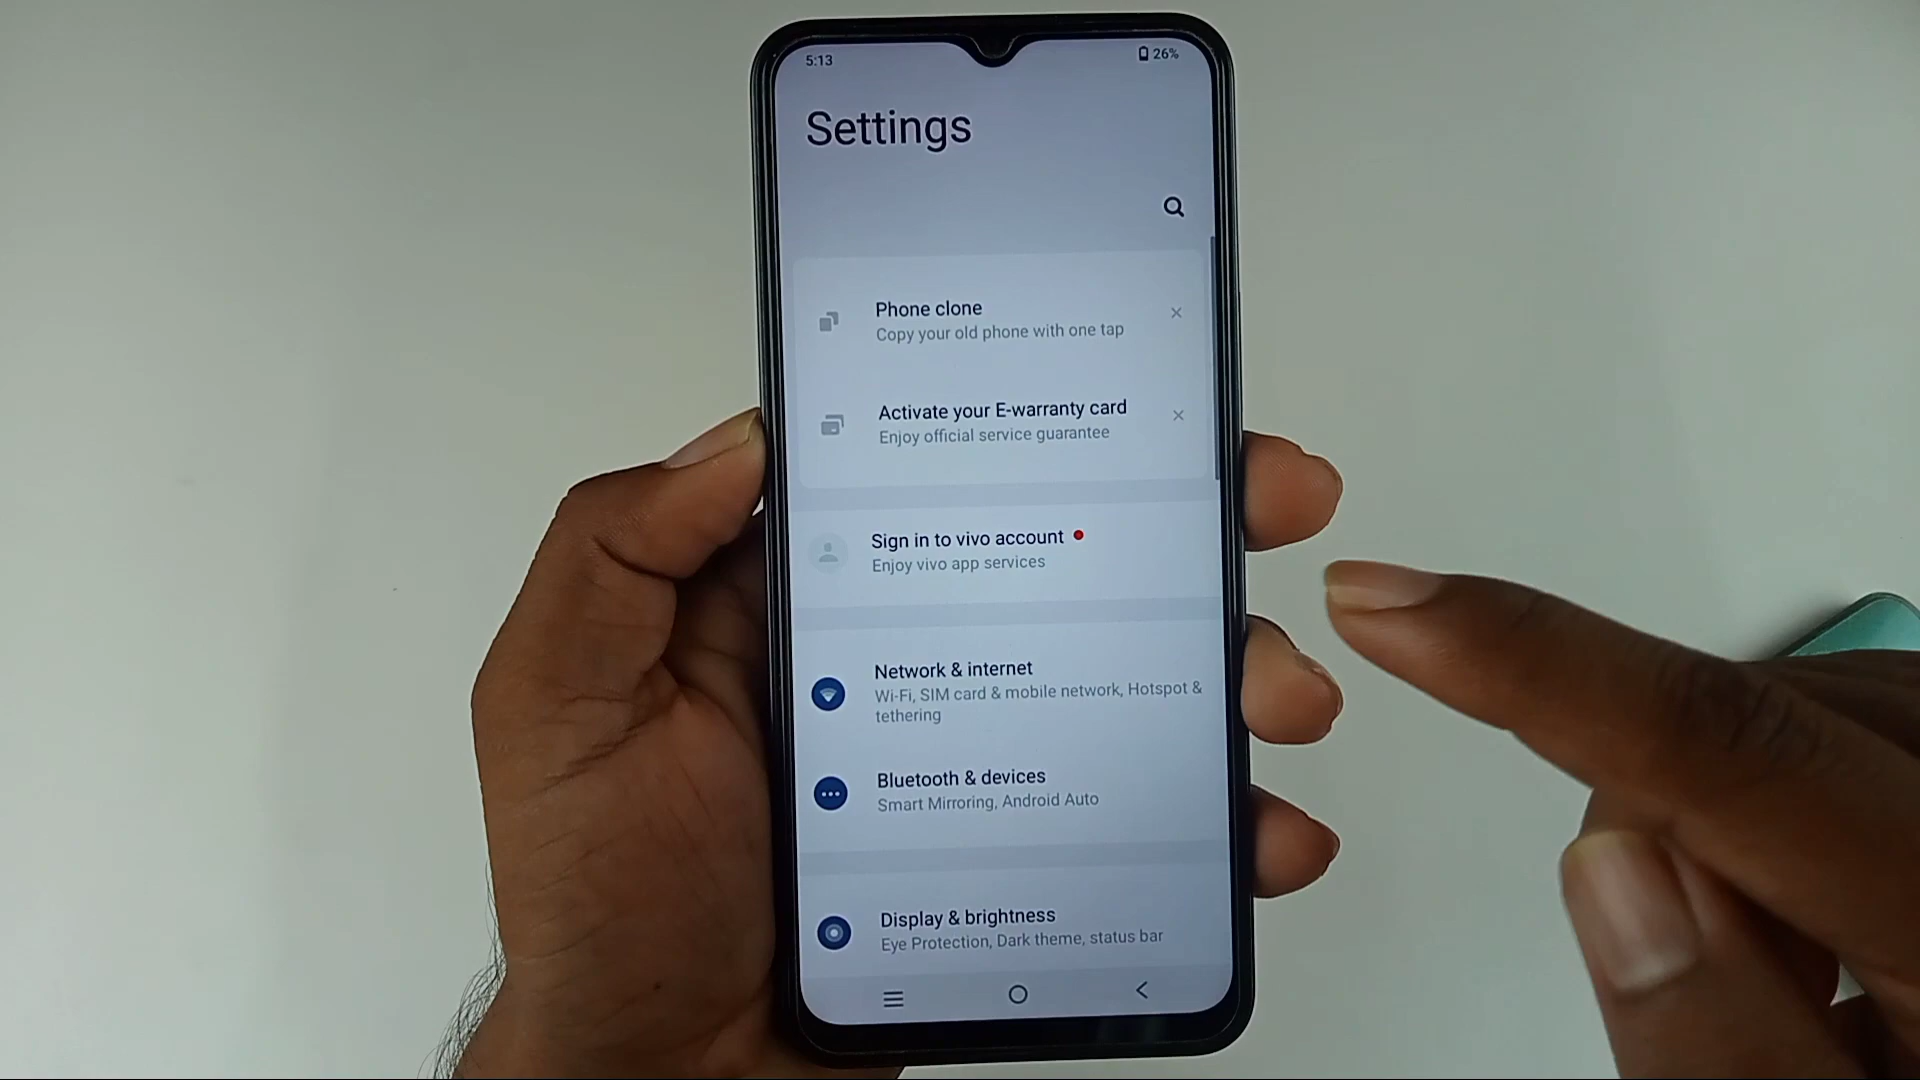 5:13
26%
Settings
Phone clone
Copy your old phone with one tap
Activate your E-warranty card
Enjoy official service guarantee
Sign in to vivo account
Enjoy vivo app services
Network & internet
Wi-Fi, SIM card & mobile network, Hotspot &
tethering
Bluetooth & devices
Smart Mirroring, Android Auto
Display & brightness
Eye Protection, Dark theme, status bar